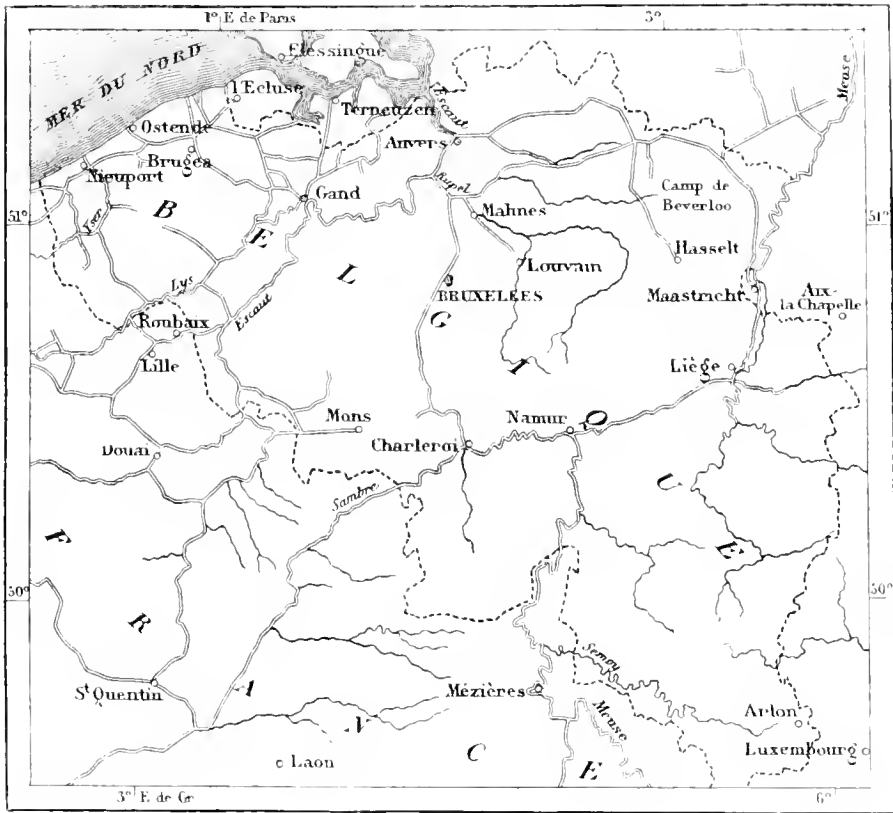 1° E de Paris
3°
MER DU NORD
Flessingue
l'Ecluse
Terneuzen
Escaut
Meuse
Ostende
Anvers
Bruges
Nieuport
Rupel
Gand
Camp de
Beverloo
B
Malines
51°
51°
Yser
E
Hasselt
L
Louvain
Lys
BRUXELLES
Maastricht
Aix-
la Chapelle
Escaut
G
Roubaix
Lille
I
Liège
Mons
Namur
Q
Charleroi
Douai
Sambre
U
F
E
50°
50°
R
Semoy
St Quentin
A
Mézières
Meuse
Arlon
N
Luxembourg
Laon
C
E
3° E. de Gr
6°